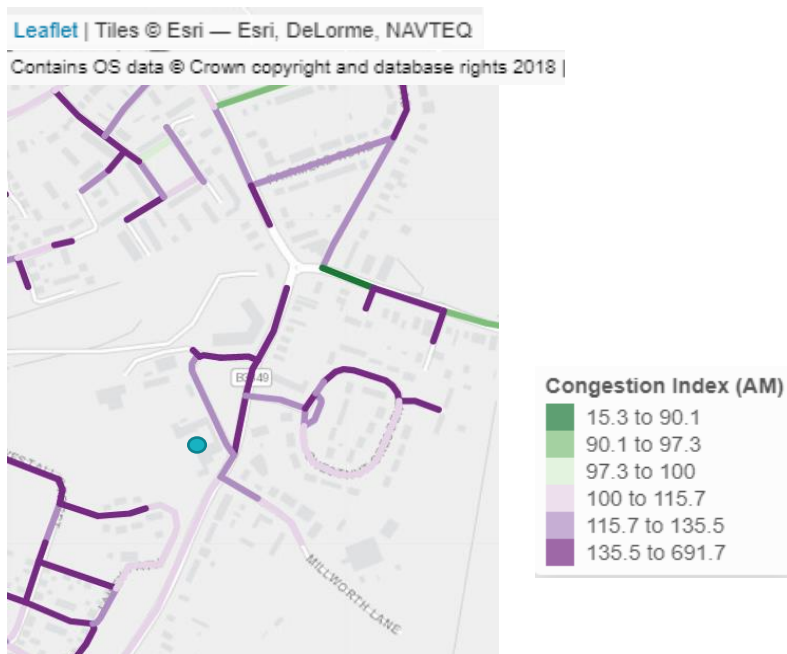 Leaflet | Tiles © Esri — Esri, DeLorme, NAVTEQ
Contains OS data © Crown copyright and database rights 2018 |
MILLWORTH LANE
Congestion Index (AM)
15.3 to 90.1
90.1 to 97.3
97.3 to 100
100 to 115.7
115.7 to 135.5
135.5 to 691.7